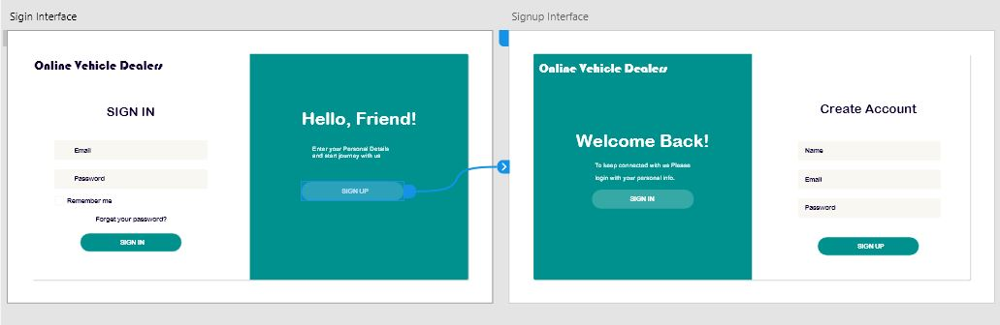 Sigin Interface
Online Vehicle Dealers
SIGN IN
Email
Password
Remember me
Forget your password?
SIGN IN
Hello, Friend!
Enter your Personal Details
and start journey with us
SIGN UP
Signup Interface
Online Vehicle Dealers
Welcome Back!
To keep connected with us Please
login with your personal info.
SIGN IN
Create Account
Name
Email
Password
SIGN UP